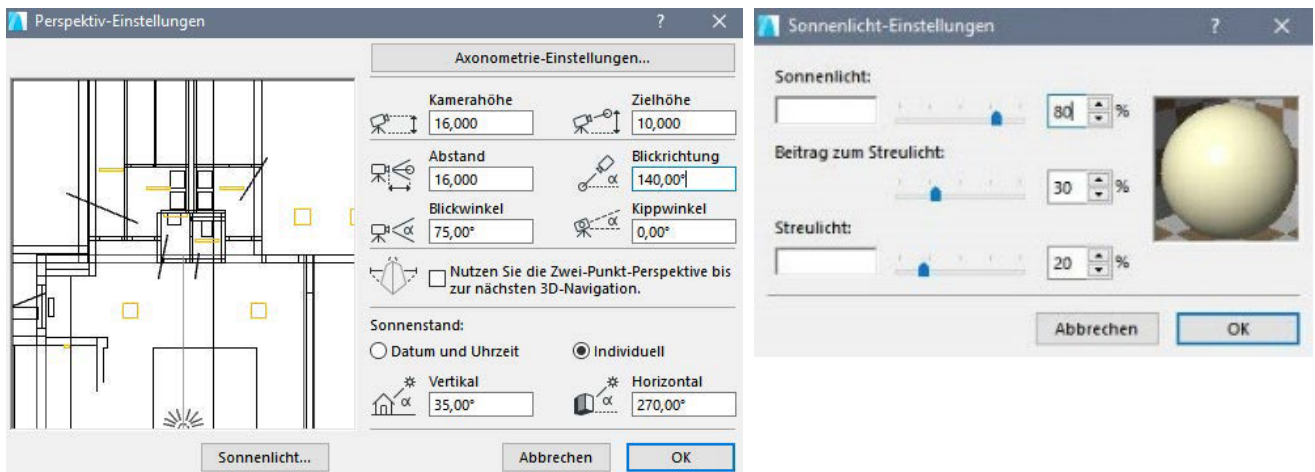 Perspektiv-Einstellungen
Axonometrie-Einstellungen...
Kamerahöhe
16,000
Zielhöhe
10,000
Abstand
16,000
Blickrichtung
140,00°
α
Blickwinkel
75,00°
α
Kippwinkel
0,00°
α
Nutzen Sie die Zwei-Punkt-Perspektive bis
zur nächsten 3D-Navigation.
Sonnenstand:
Datum und Uhrzeit
Individuell
Vertikal
35,00°
α
Horizontal
270,00°
α
Sonnenlicht...
Abbrechen
OK
Sonnenlicht-Einstellungen
Sonnenlicht:
80 %
Beitrag zum Streulicht:
30 %
Streulicht:
20 %
Abbrechen
OK